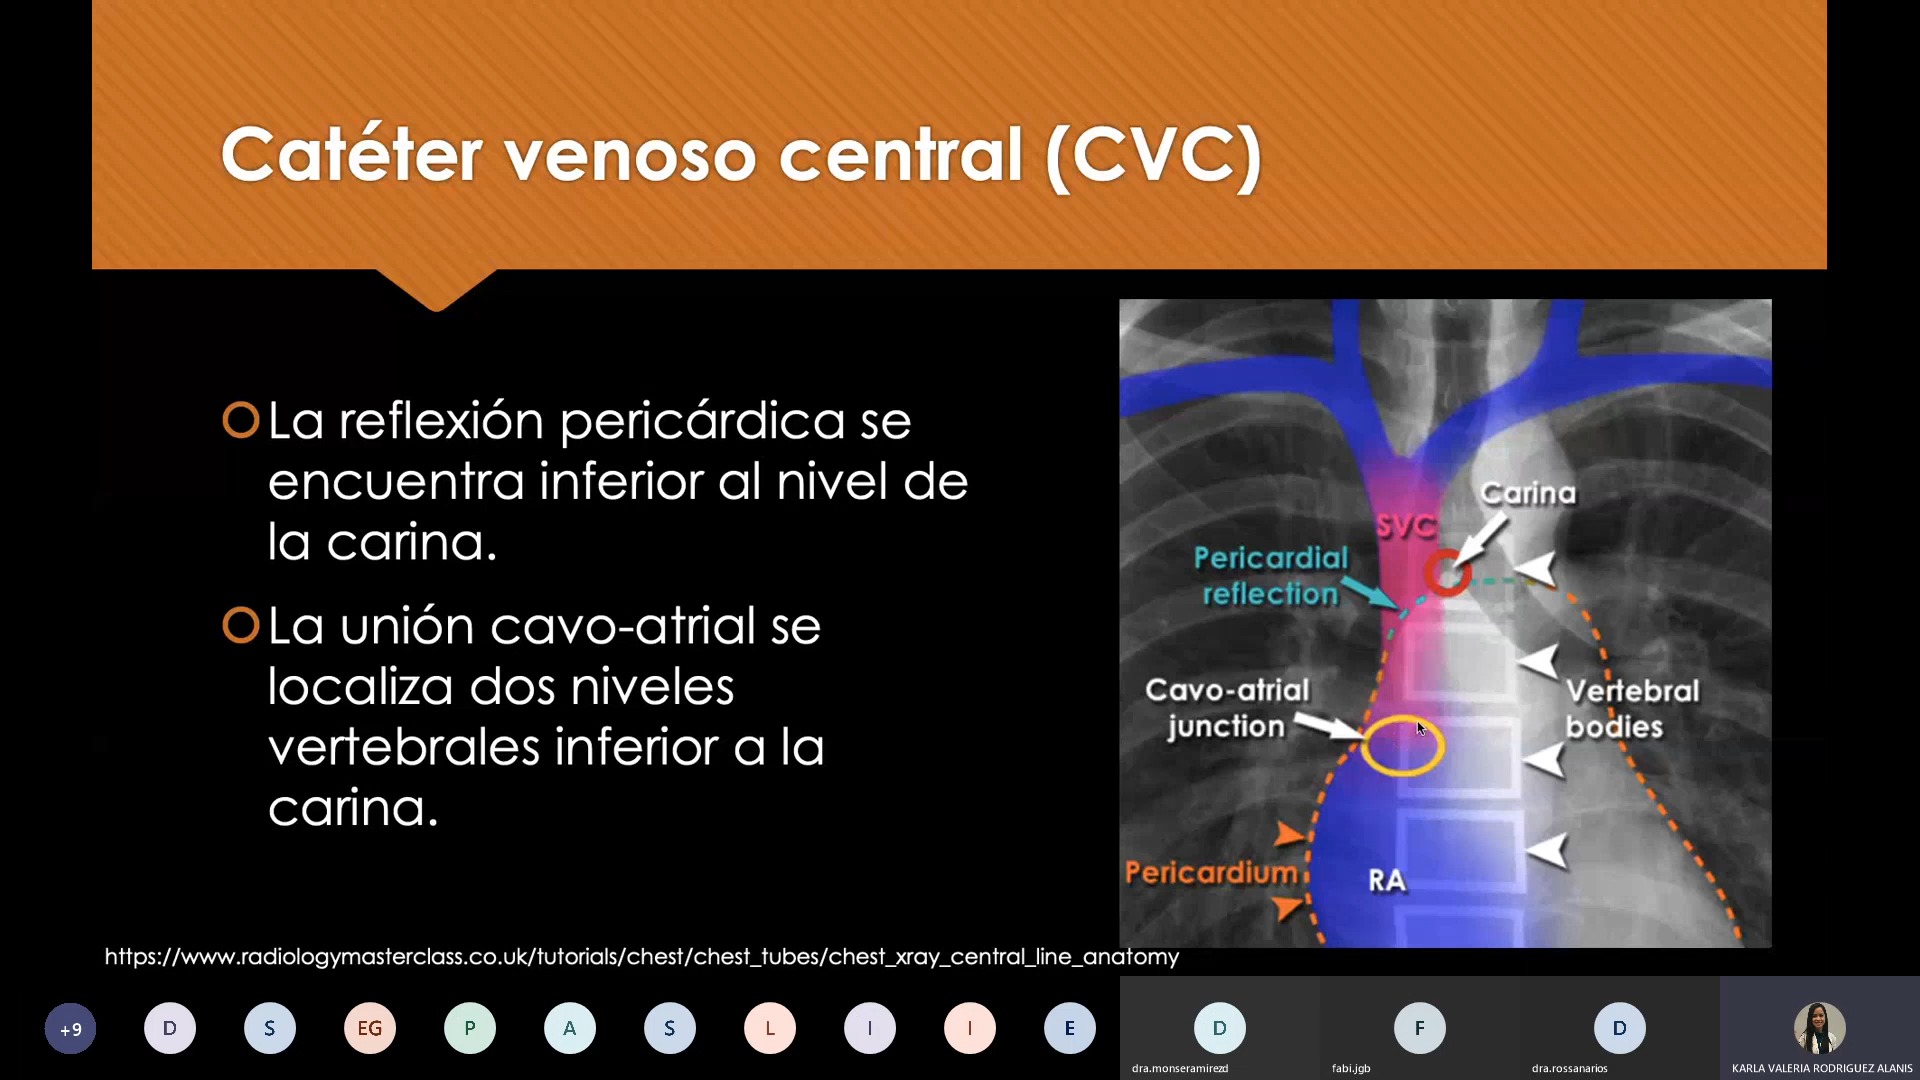 Catéter venoso central (CVC)
La reflexión pericárdica se
encuentra inferior al nivel de
la carina.
La unión cavo-atrial se
localiza dos niveles
vertebrales inferior a la
carina.
Carina
SVC
Pericardial
reflection
Cavo-atrial
junction
Vertebral
bodies
Pericardium
RA
https://www.radiologymasterclass.co.uk/tutorials/chest/chest_tubes/chest_xray_central_line_anatomy
+9
D
S
EG
P
A
S
L
I
I
E
D
F
D
dra.monseramirezd
fabi.jgb
dra.rossanarios
KARLA VALERIA RODRIGUEZ ALANIS